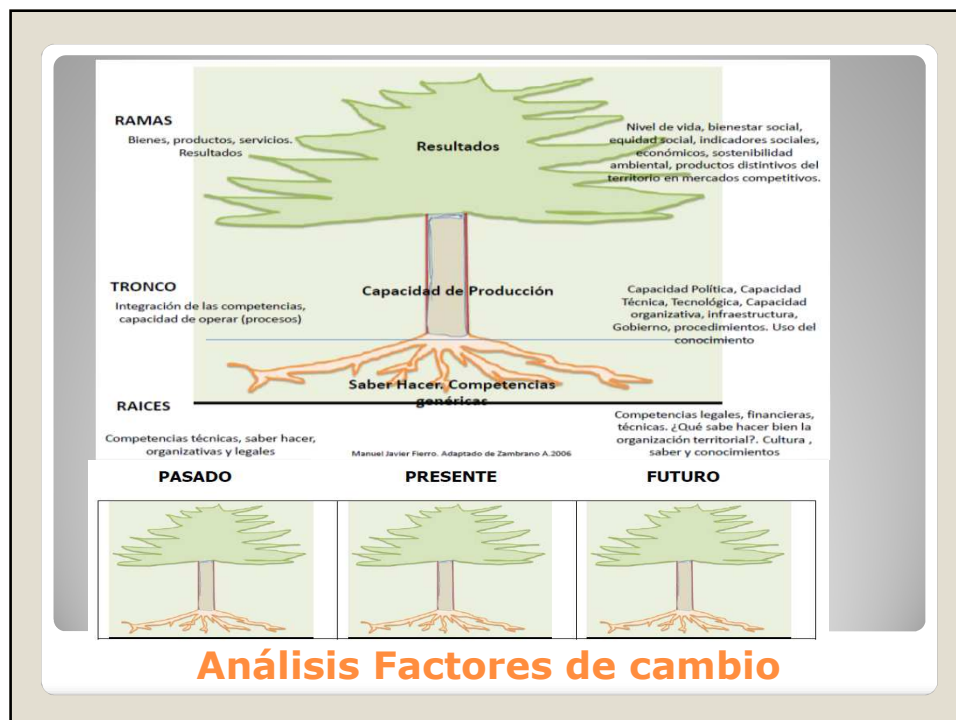 RAMAS
Bienes, productos, servicios.
Resultados
Resultados
Nivel de vida, bienestar social,
equidad social, indicadores sociales,
económicos, sostenibilidad
ambiental, productos distintivos del
territorio en mercados competitivos.
TRONCO
Integración de las competencias,
capacidad de operar (procesos)
Capacidad de Producción
Capacidad Política, Capacidad
Técnica, Tecnológica, Capacidad
organizativa, infraestructura,
Gobierno, procedimientos. Uso del
conocimiento
RAICES
Competencias técnicas, saber hacer,
organizativas y legales
Saber Hacer. Competencias
genéricas
Manuel Javier Fierro. Adaptado de Zambrano A.2006
Competencias legales, financieras,
técnicas. ¿Qué sabe hacer bien la
organización territorial?. Cultura ,
saber y conocimientos
PASADO
PRESENTE
FUTURO
Análisis Factores de cambio